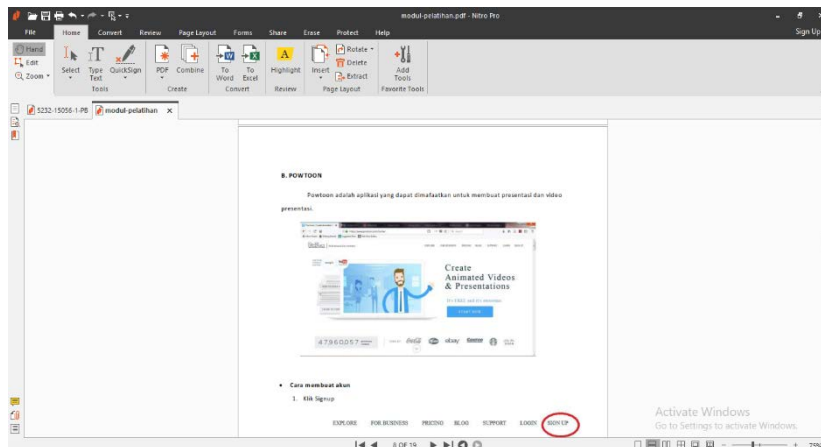 modul-pelatihan.pdf - Nitro Pro
File Home Convert Review Page Layout Forms Share Erase Protect Help Sign Up
Hand
Edit
Zoom
Select
Type Text
QuickSign
PDF
Combine
To Word
To Excel
Highlight
Insert
Rotate
Delete
Extract
Add Tools
Tools Create Convert Review Page Layout Favorite Tools
5232-15056-1-PB modul-pelatihan x
B. POWTOON
Powtoon adalah aplikasi yang dapat dimafaatkan untuk membuat presentasi dan video
presentasi.
Create
Animated Videos
& Presentations
47960057
ebay
• Cara membuat akun
1. Klik Signup
EXPLORE FOR BUSINESS PRICING BLOG SUPPORT LOGIN SIGN UP
Activate Windows
Go to Settings to activate Windows.
8 OF 19
75%